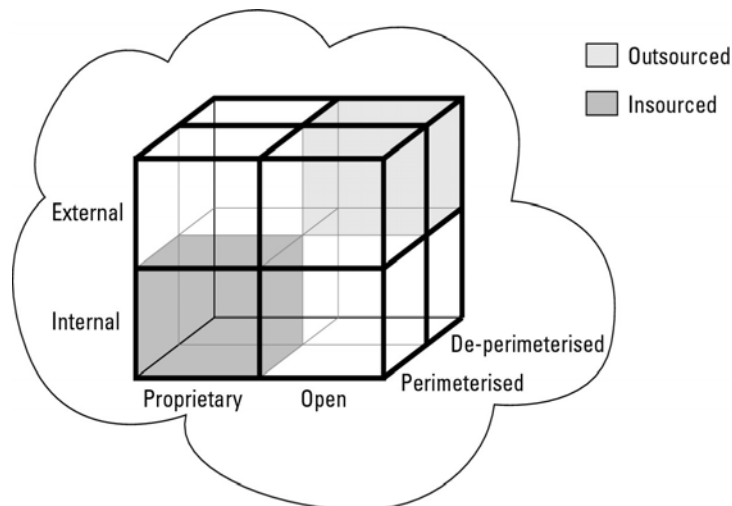 Outsourced
Insourced
External
Internal
De-perimeterised
Perimeterised
Proprietary
Open